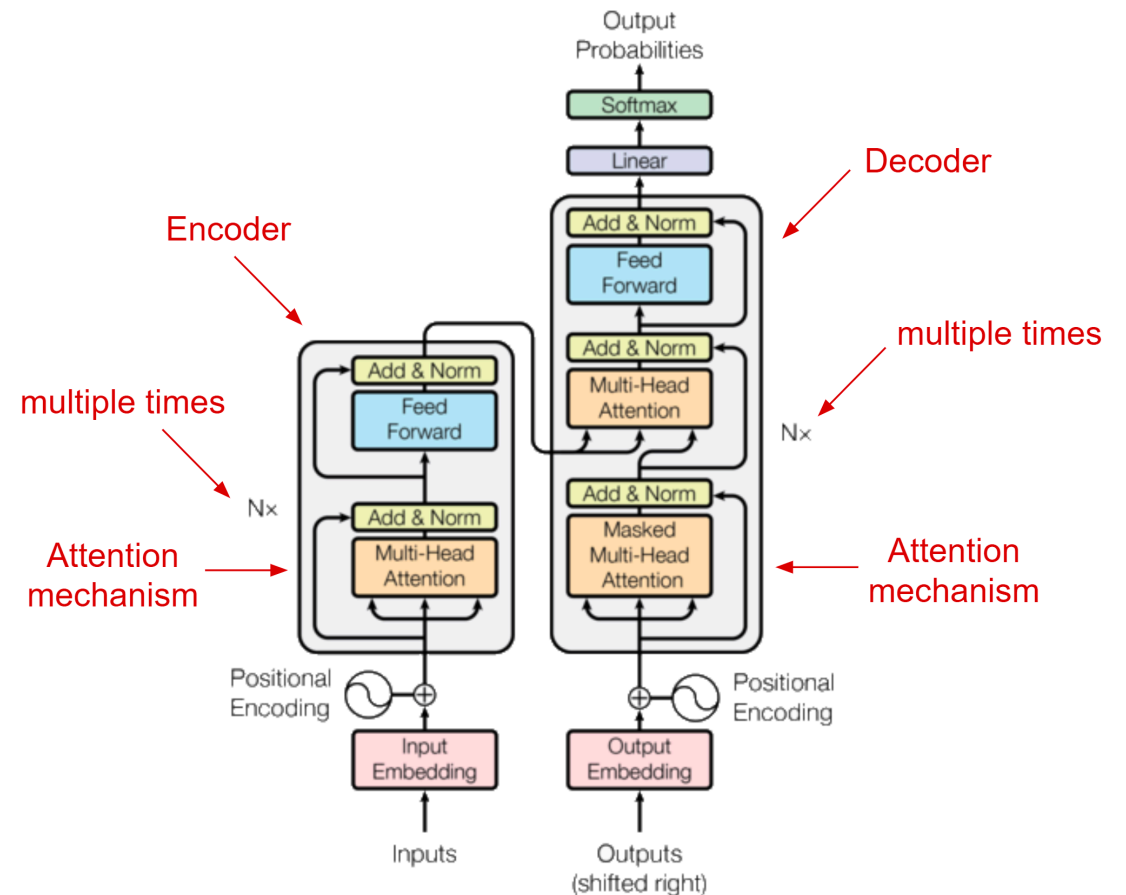 Output
Probabilities
Softmax
Linear
Decoder
Add & Norm
Feed
Forward
Add & Norm
Multi-Head
Attention
multiple times
N×
Add & Norm
Masked
Multi-Head
Attention
Attention
mechanism
Encoder
Add & Norm
Feed
Forward
multiple times
N×
Add & Norm
Multi-Head
Attention
Attention
mechanism
Positional
Encoding
Positional
Encoding
Input
Embedding
Output
Embedding
Inputs
Outputs
(shifted right)